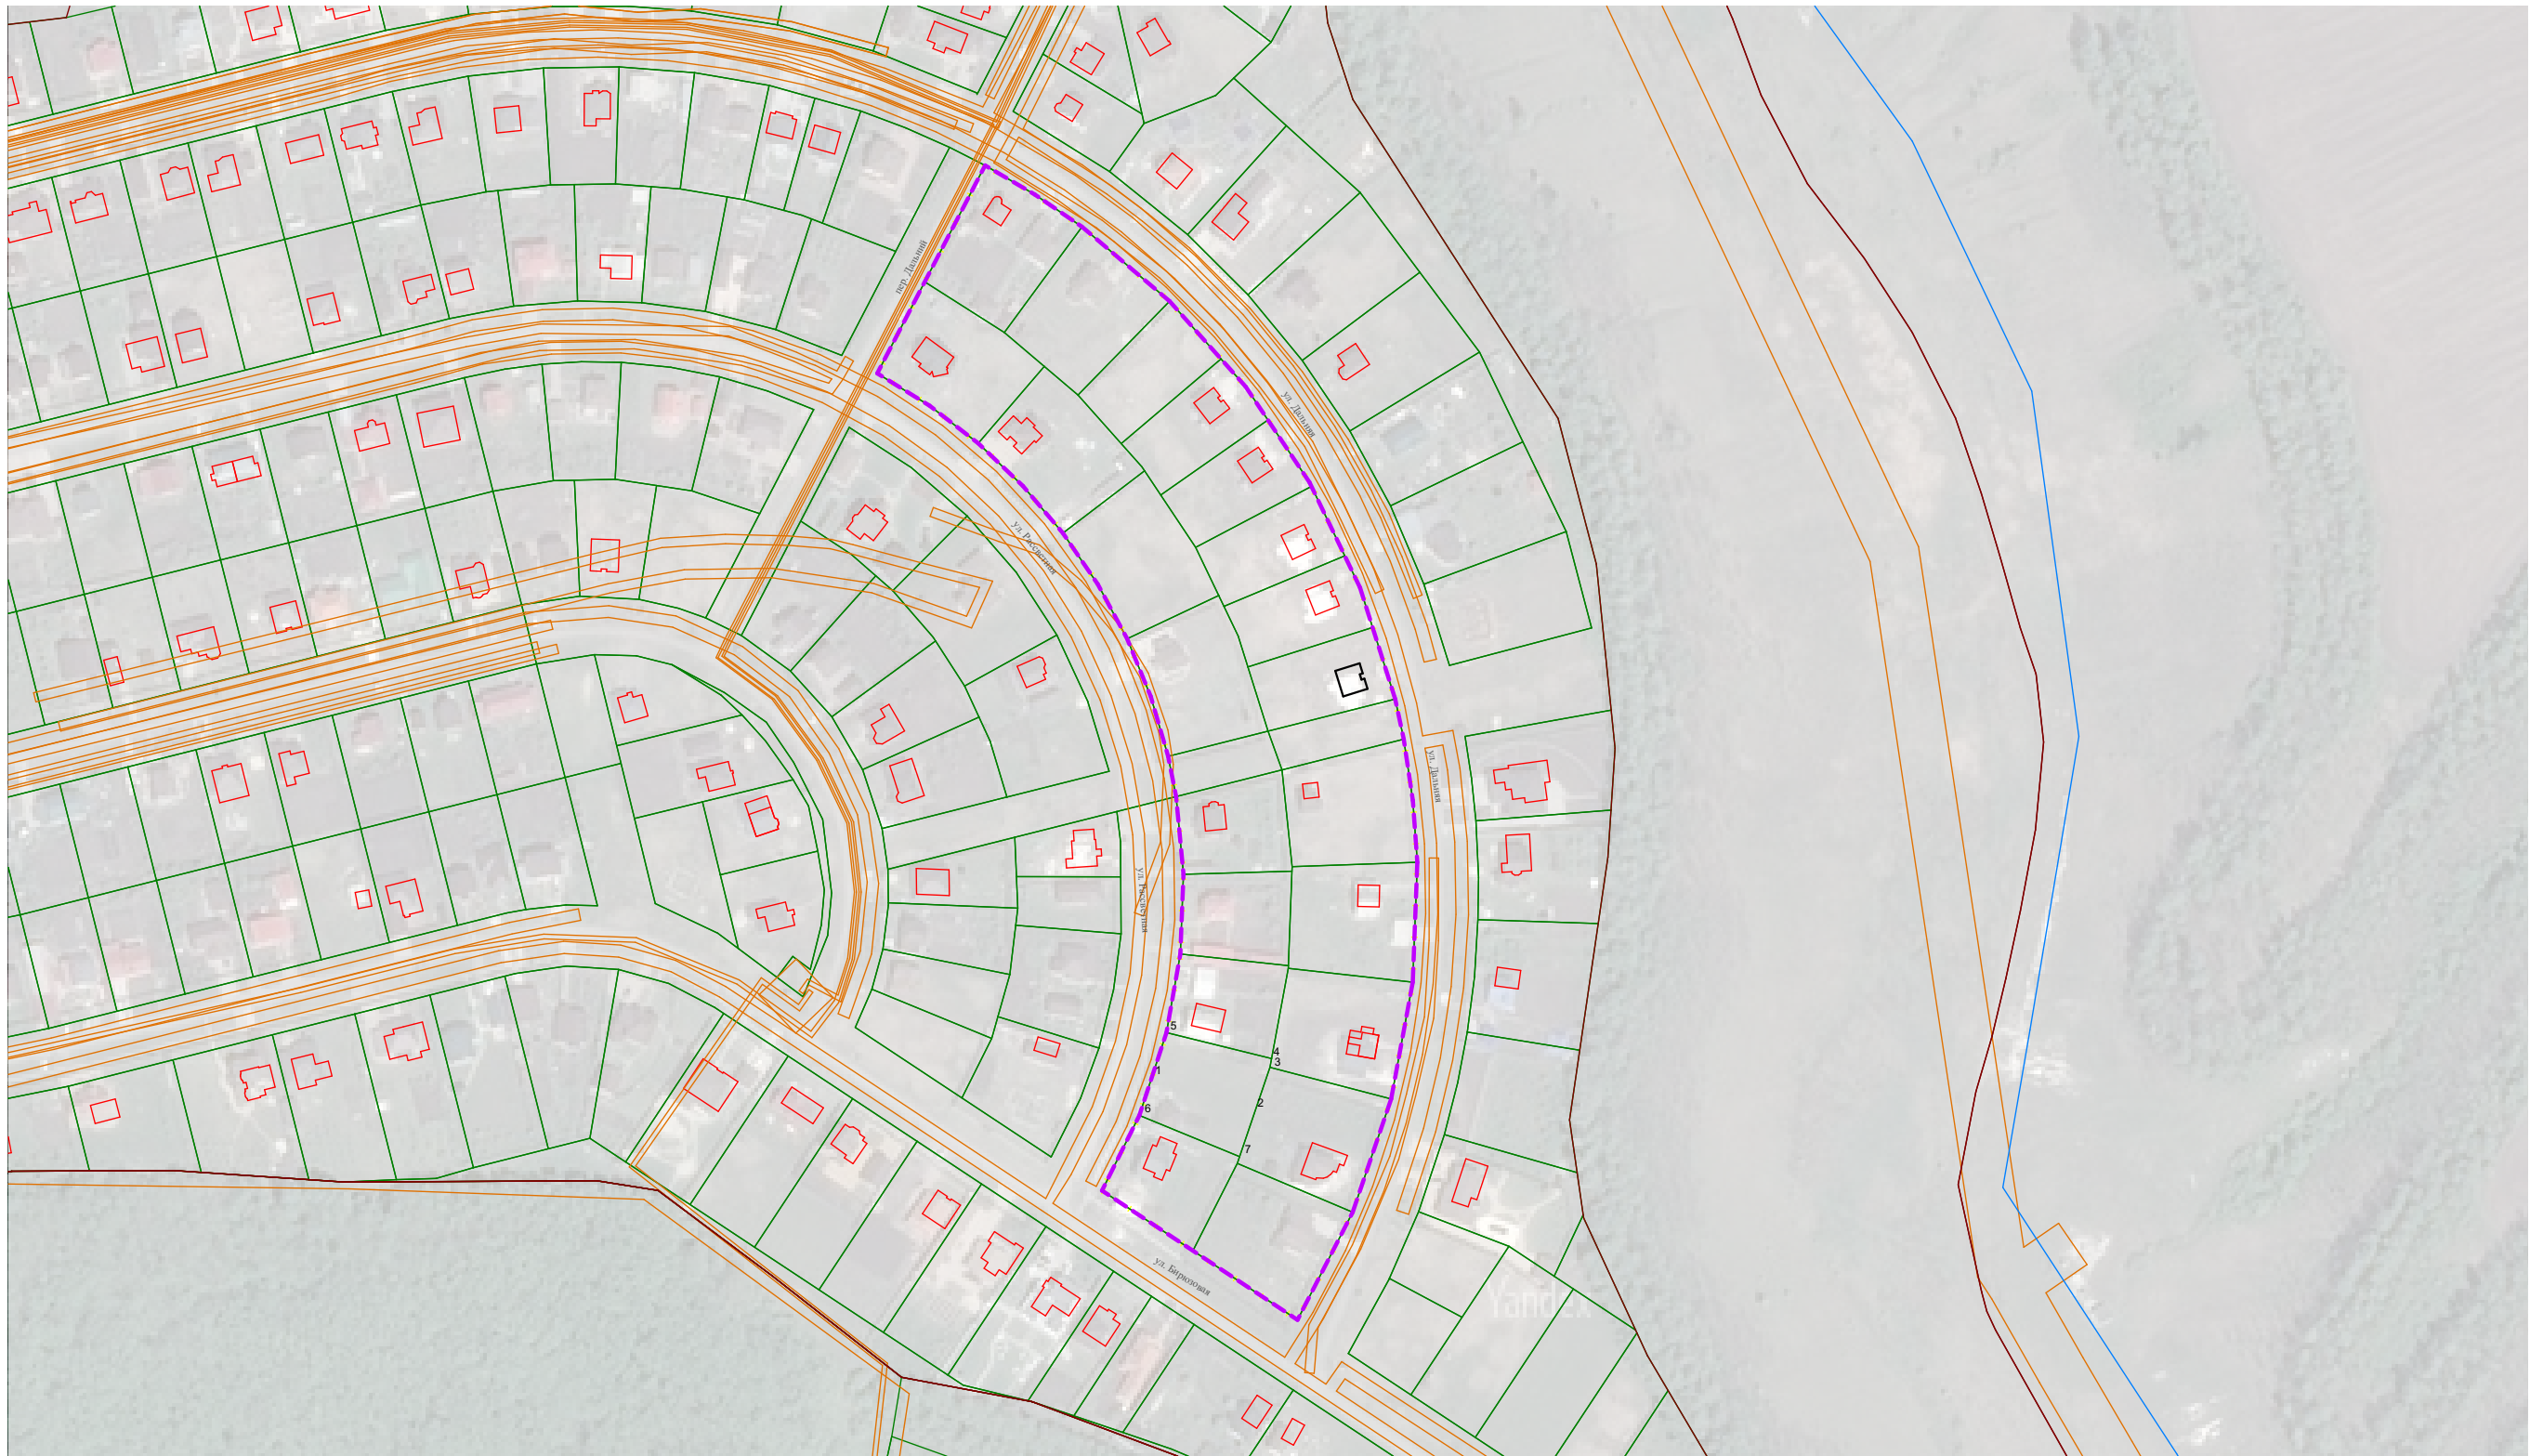 пер. Дальний
ул. Дальняя
ул. Рассветная
ул. Дальняя
ул. Рассветная
5
4
3
1
2
6
7
ул. Бирюзовая
Yandex